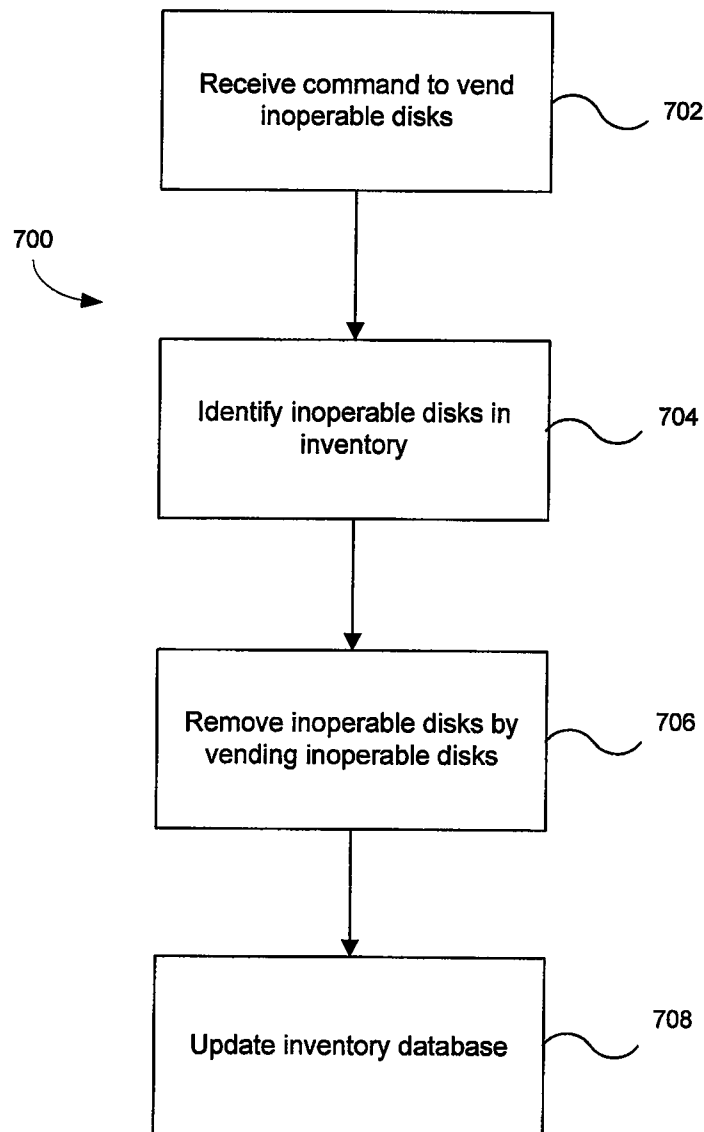 Receive command to vend
inoperable disks
702
700
Identify inoperable disks in
inventory
704
Remove inoperable disks by
vending inoperable disks
706
Update inventory database
708